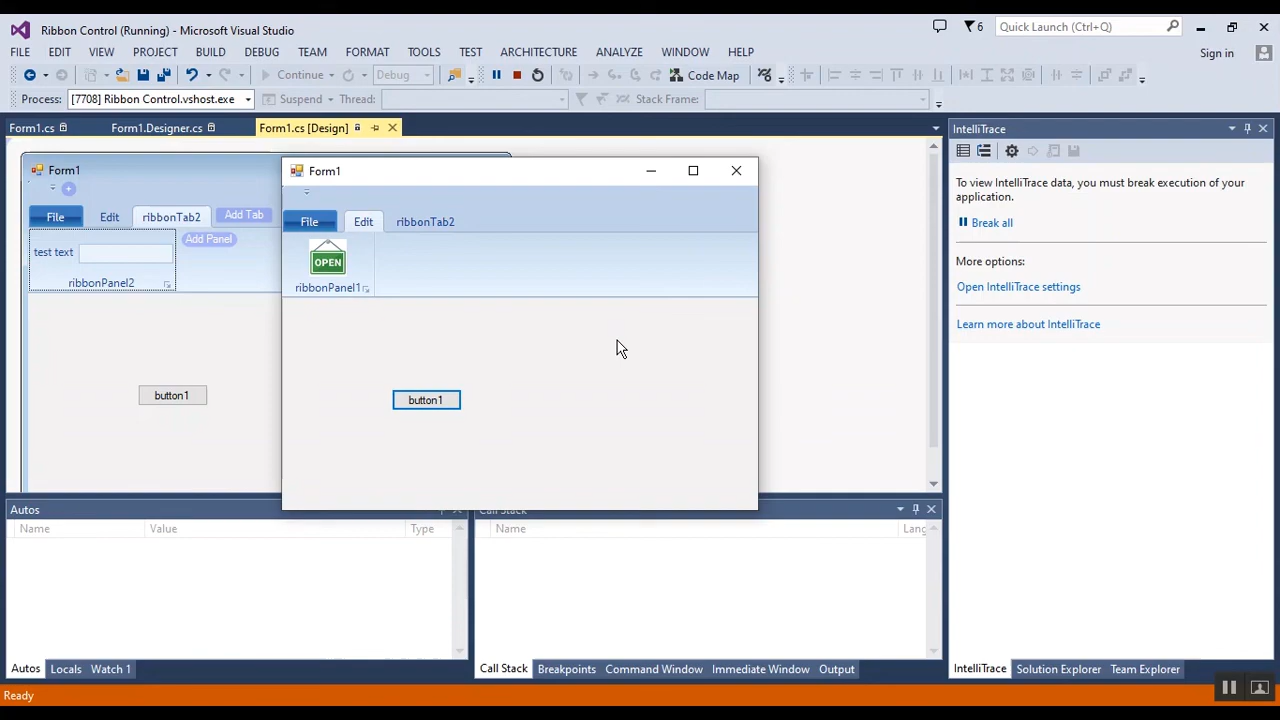 Ribbon Control (Running) - Microsoft Visual Studio
6
Quick Launch (Ctrl+Q)
FILE EDIT VIEW PROJECT BUILD DEBUG TEAM FORMAT TOOLS TEST ARCHITECTURE ANALYZE WINDOW HELP
Sign in
Continue Debug Code Map
Process: [7708] Ribbon Control.vshost.exe Suspend Thread: Stack Frame:
Form1.cs Form1.Designer.cs Form1.cs [Design]
Form1
File Edit ribbonTab2 Add Tab
test text Add Panel
ribbonPanel2
button1
Form1
File Edit ribbonTab2
OPEN
ribbonPanel1
button1
IntelliTrace
To view IntelliTrace data, you must break execution of your
application.
Break all
More options:
Open IntelliTrace settings
Learn more about IntelliTrace
Autos
Name Value Type
Call Stack
Name Lang
Autos Locals Watch 1
Call Stack Breakpoints Command Window Immediate Window Output
IntelliTrace Solution Explorer Team Explorer
Ready